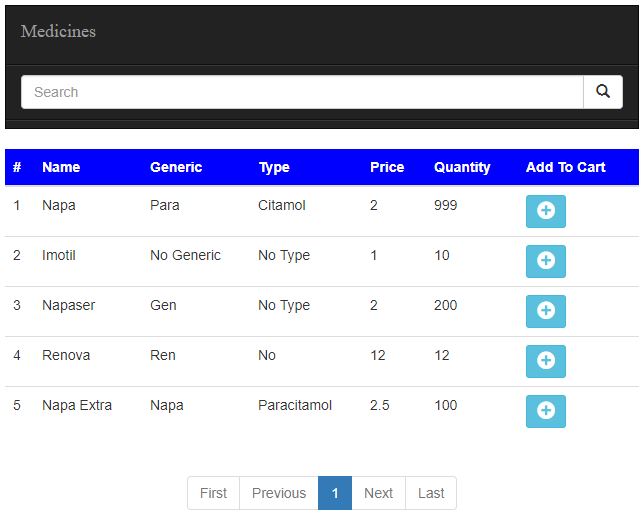 Medicines
Search
# Name Generic Type Price Quantity Add To Cart
1 Napa Para Citamol 2 999
2 Imotil No Generic No Type 1 10
3 Napaser Gen No Type 2 200
4 Renova Ren No 12 12
5 Napa Extra Napa Paracitamol 2.5 100
First Previous 1 Next Last